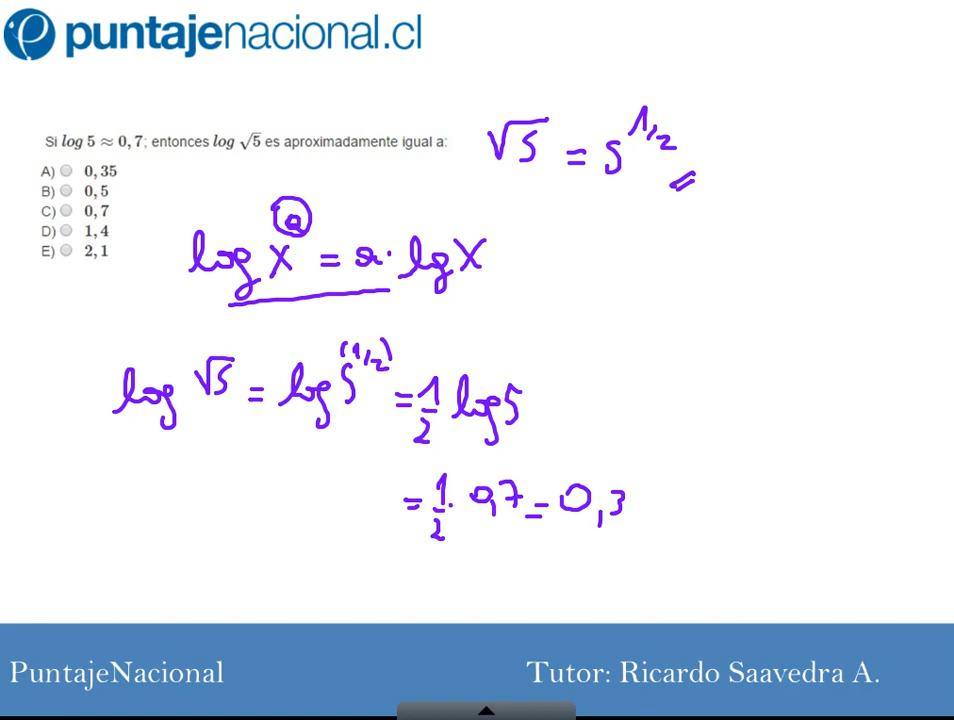 puntajenacional.cl
Si log 5 ≈ 0,7; entonces log √5 es aproximadamente igual a:
A) 0,35
B) 0,5
C) 0,7
D) 1,4
E) 2,1
√5 = 5^1/2
log x^a = a · lg x
log √5 = log 5^(1/2) = 1/2 log 5
= 1/2 · 0,7 = 0,3
PuntajeNacional
Tutor: Ricardo Saavedra A.